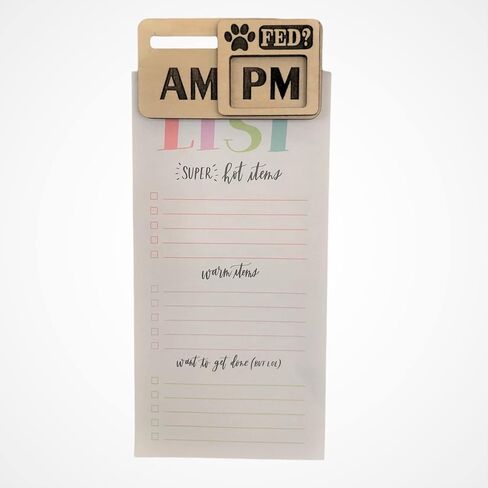 FED?
AM PM
LIST
SUPER hot items
warm items
want to get done (BUT LOL)